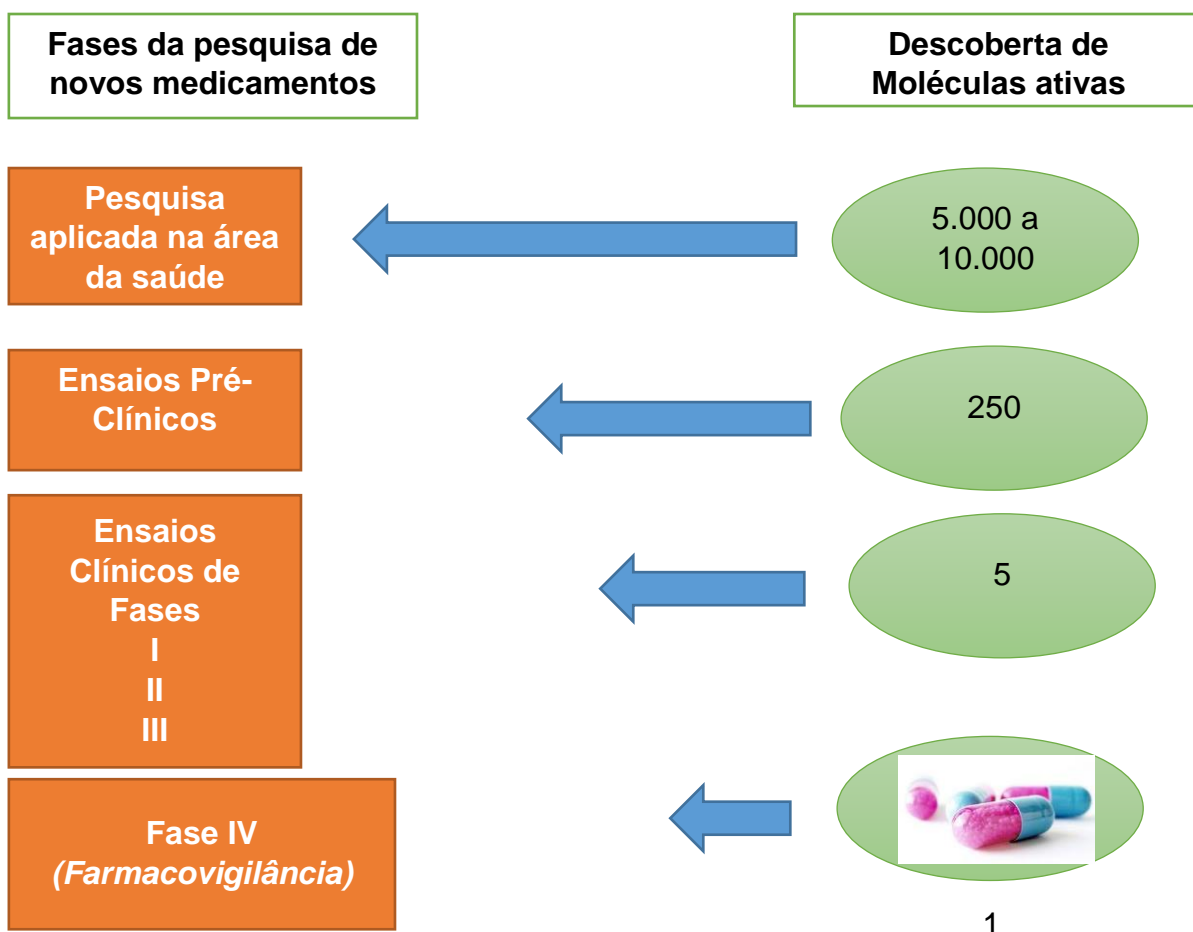 Fases da pesquisa de
novos medicamentos
Descoberta de
Moléculas ativas
Pesquisa
aplicada na área
da saúde
5.000 a
10.000
Ensaios Pré-
Clínicos
250
Ensaios
Clínicos de
Fases
I
II
III
5
Fase IV
(Farmacovigilância)
1